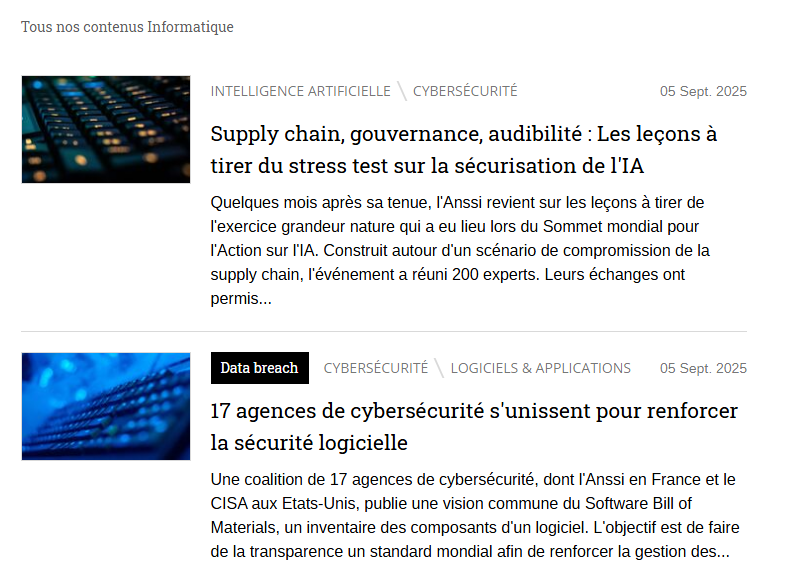 Tous nos contenus Informatique
INTELLIGENCE ARTIFICIELLE \ CYBERSÉCURITÉ 05 Sept. 2025
Supply chain, gouvernance, audibilité : Les leçons à
tirer du stress test sur la sécurisation de l'IA
Quelques mois après sa tenue, l'Anssi revient sur les leçons à tirer de
l'exercice grandeur nature qui a eu lieu lors du Sommet mondial pour
l'Action sur l'IA. Construit autour d'un scénario de compromission de la
supply chain, l'événement a réuni 200 experts. Leurs échanges ont
permis...
Data breach CYBERSÉCURITÉ \ LOGICIELS & APPLICATIONS 05 Sept. 2025
17 agences de cybersécurité s'unissent pour renforcer
la sécurité logicielle
Une coalition de 17 agences de cybersécurité, dont l'Anssi en France et le
CISA aux Etats-Unis, publie une vision commune du Software Bill of
Materials, un inventaire des composants d'un logiciel. L'objectif est de faire
de la transparence un standard mondial afin de renforcer la gestion des...